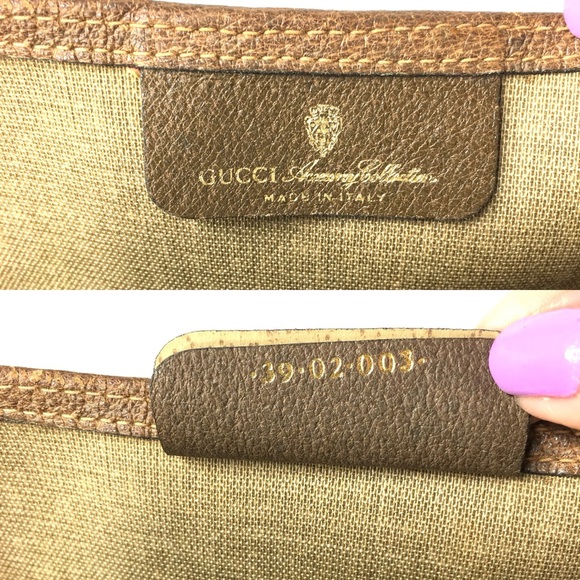 GUCCI Accessory Collection
MADE IN ITALY
·39·02·003·